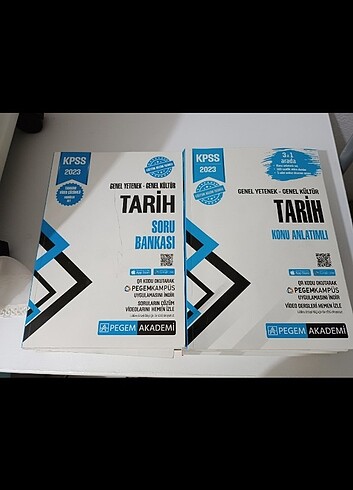 KPSS
2023
GENEL YETENEK - GENEL KÜLTÜR
TARİH
SORU
BANKASI
QR KODU OKUTARAK
PEGEMKAMPÜS
UYGULAMASINI İNDİR
SORULARIN ÇÖZÜM
VİDEOLARINI HEMEN İZLE
PEGEM AKADEMİ
KPSS
2023
3'ü1
arada
GENEL YETENEK - GENEL KÜLTÜR
TARİH
KONU ANLATIMLI
QR KODU OKUTARAK
PEGEMKAMPÜS
UYGULAMASINI İNDİR
VİDEO DERSLERİ HEMEN İZLE
PEGEM AKADEMİ